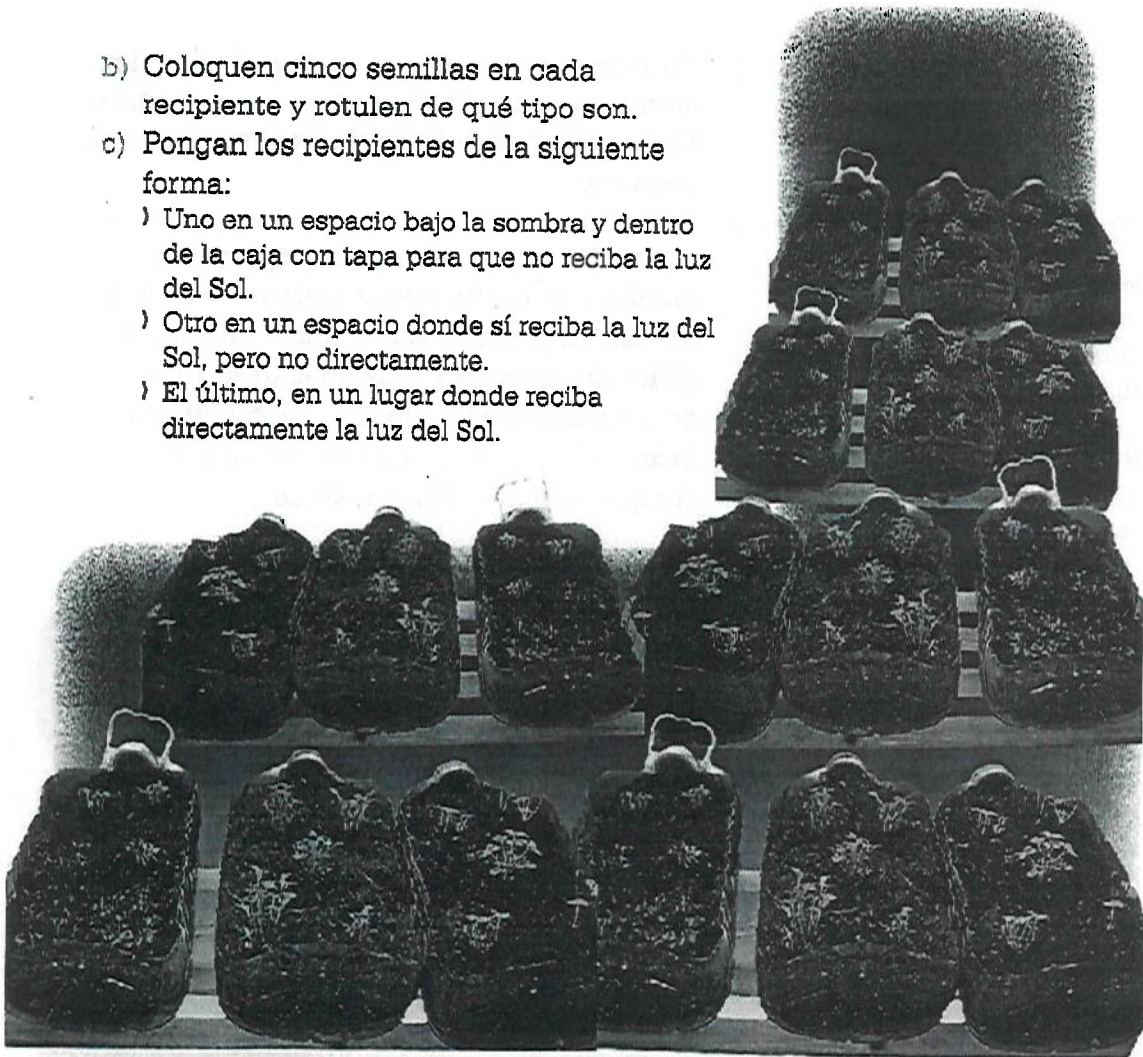 b) Coloquen cinco semillas en cada
recipiente y rotulen de qué tipo son.
c) Pongan los recipientes de la siguiente
forma:
› Uno en un espacio bajo la sombra y dentro
de la caja con tapa para que no reciba la luz
del Sol.
› Otro en un espacio donde sí reciba la luz del
Sol, pero no directamente.
› El último, en un lugar donde reciba
directamente la luz del Sol.